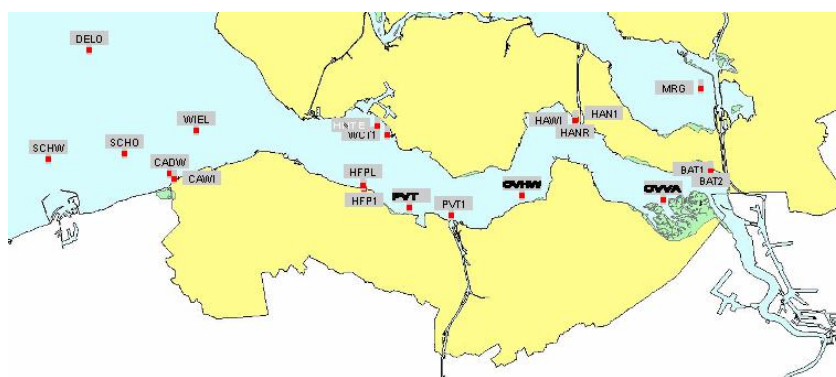 DELO
MRG
WIEL
HAWI
HAN1
HANR
WCT1
SCHW
SCHO
CADW
CAWI
HFPL
HFP1
PVT
PVT1
OVHW
OVVA
BAT1
BAT2